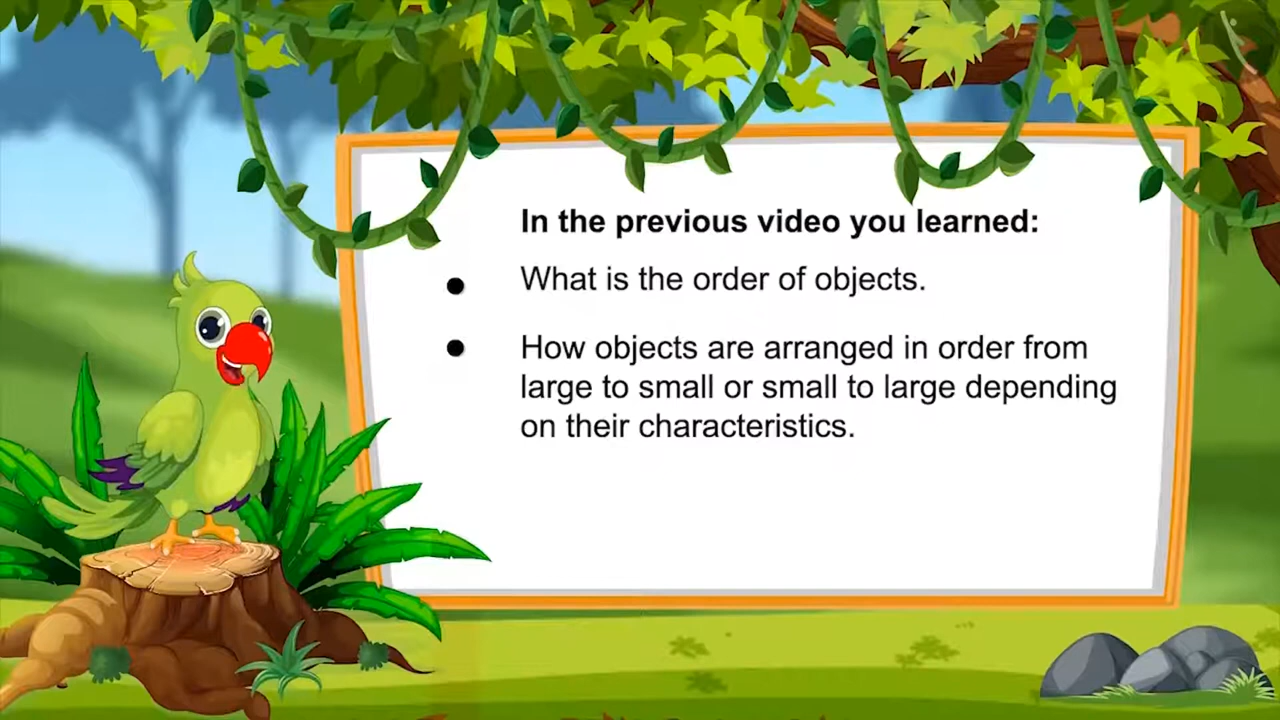 In the previous video you learned:
● What is the order of objects.
● How objects are arranged in order from
large to small or small to large depending
on their characteristics.